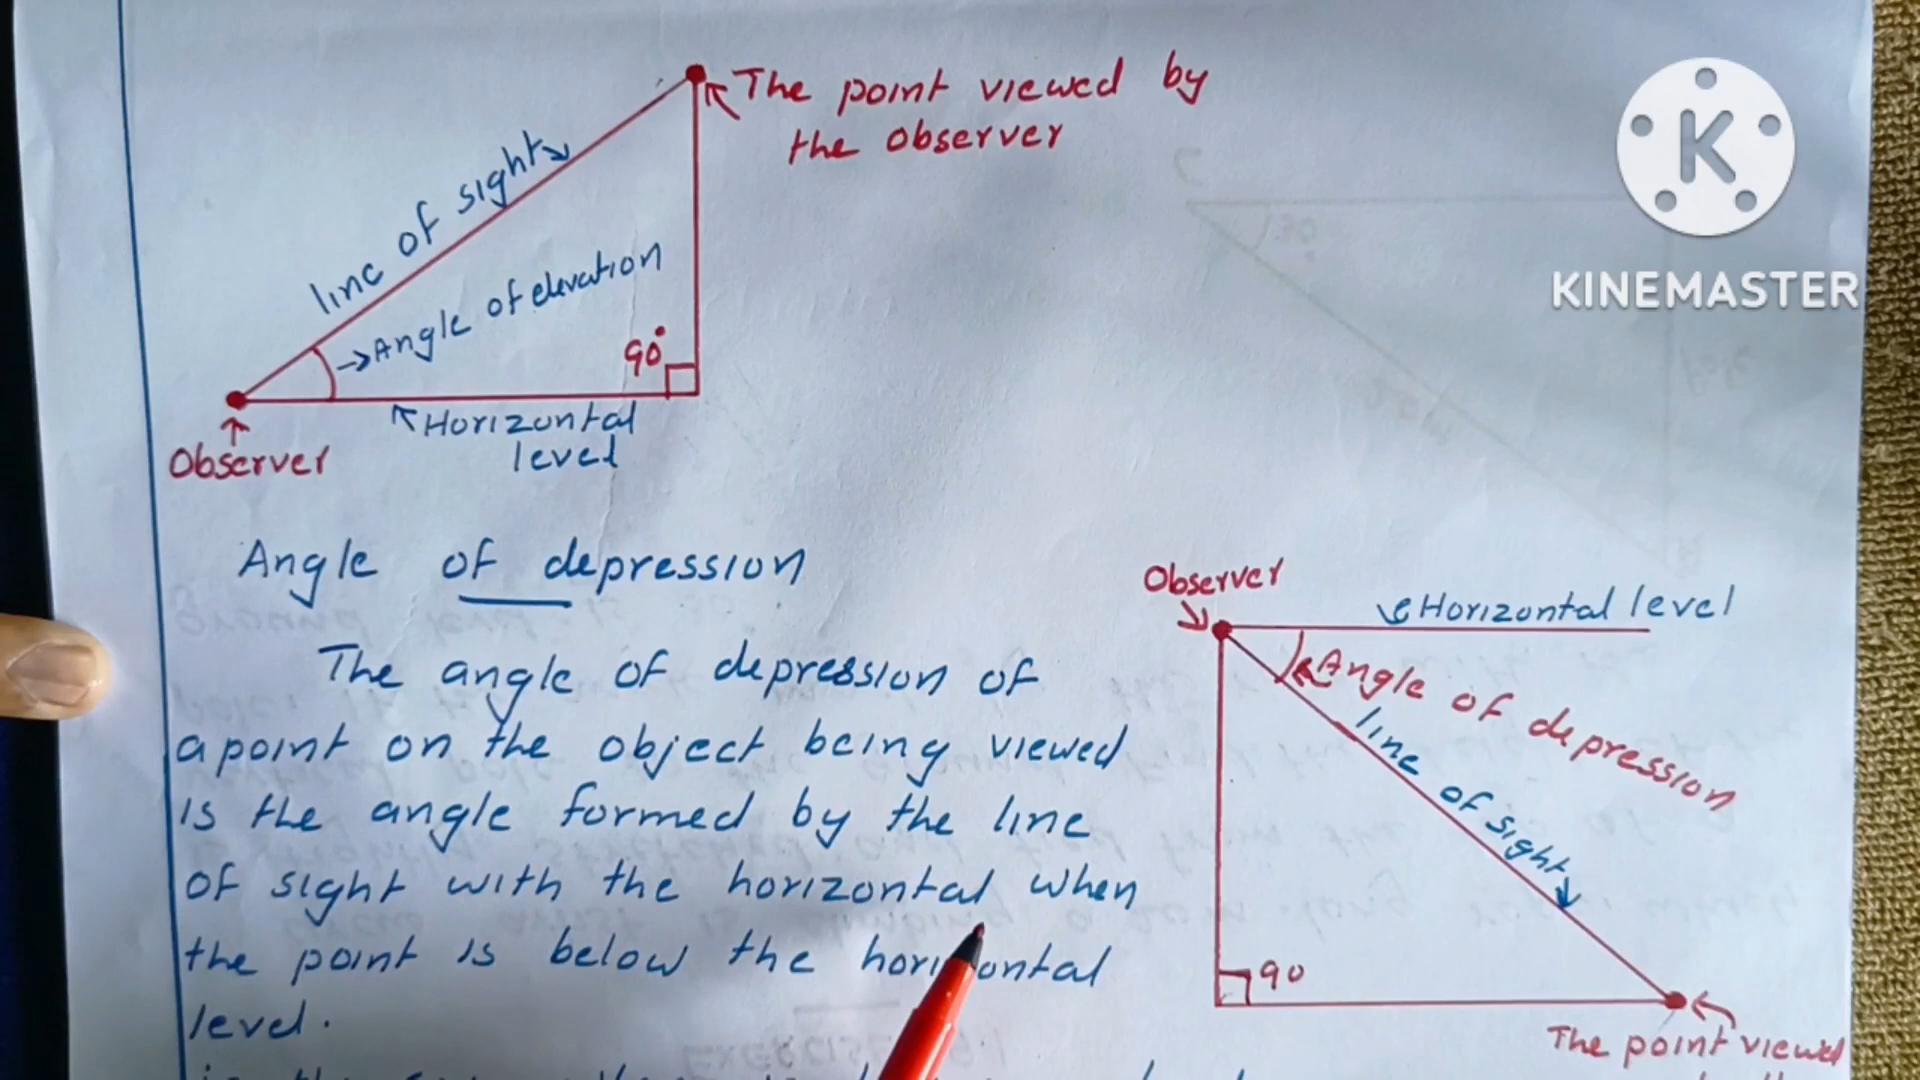 The point viewed by
the observer
line of sight
Angle of elevation
90°
Horizontal
level
Observer
KINEMASTER
Angle of depression
The angle of depression of
a point on the object being viewed
is the angle formed by the line
of sight with the horizontal when
the point is below the horizontal
level.
Observer
Horizontal level
Angle of depression
line of sight
90
The point viewed